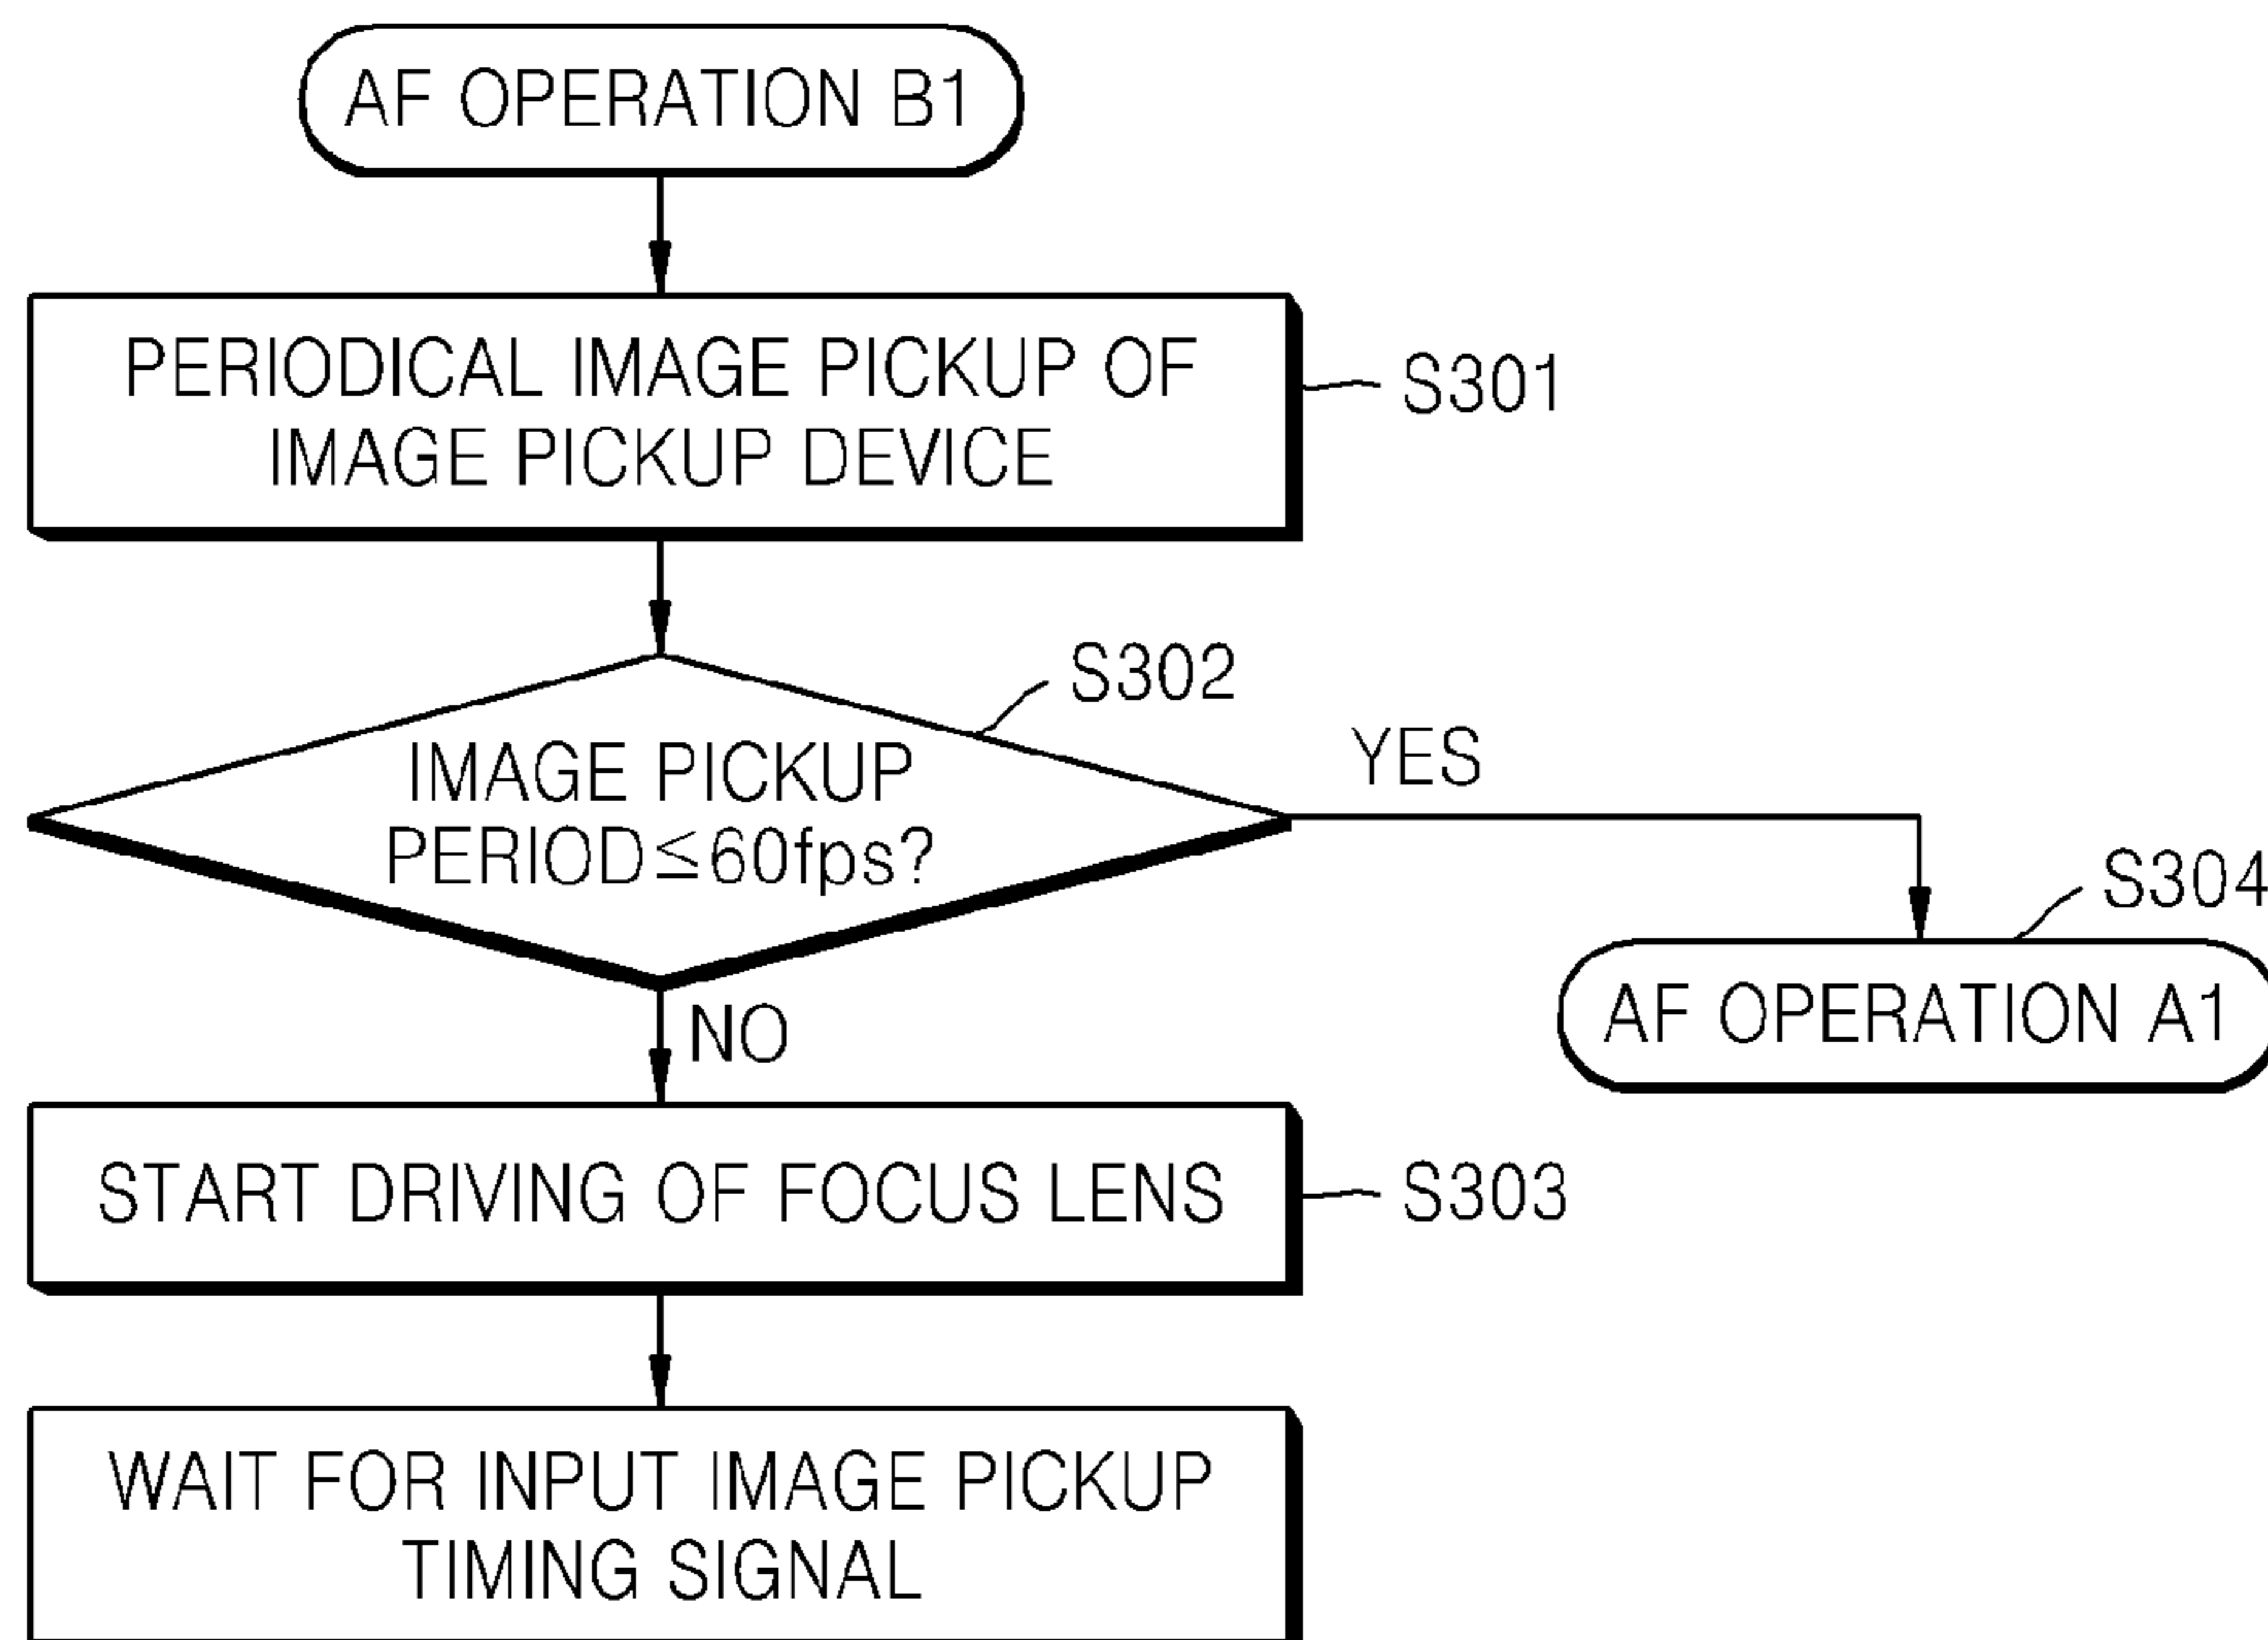 AF OPERATION B1
PERIODICAL IMAGE PICKUP OF
IMAGE PICKUP DEVICE
S301
S302
IMAGE PICKUP
PERIOD≦60fps?
YES
S304
AF OPERATION A1
NO
START DRIVING OF FOCUS LENS
S303
WAIT FOR INPUT IMAGE PICKUP
TIMING SIGNAL